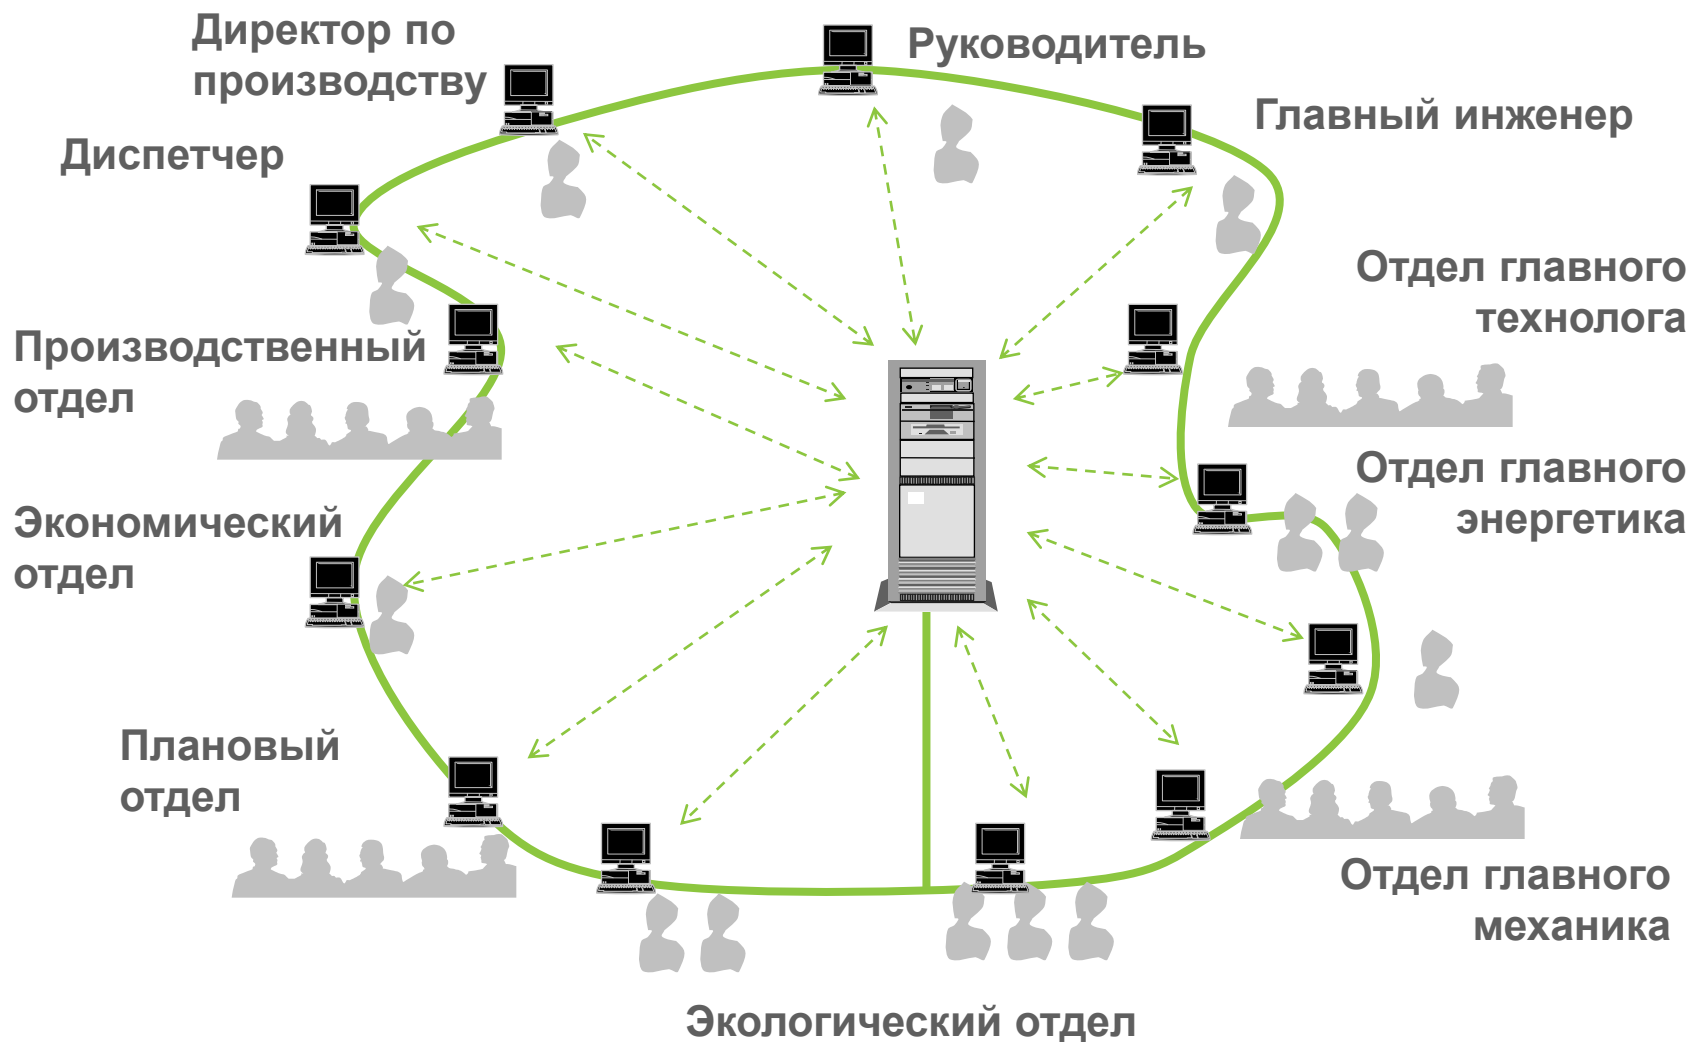 Директор по
производству
Руководитель
Главный инженер
Диспетчер
Отдел главного
технолога
Производственный
отдел
Отдел главного
энергетика
Экономический
отдел
Плановый
отдел
Отдел главного
механика
Экологический отдел